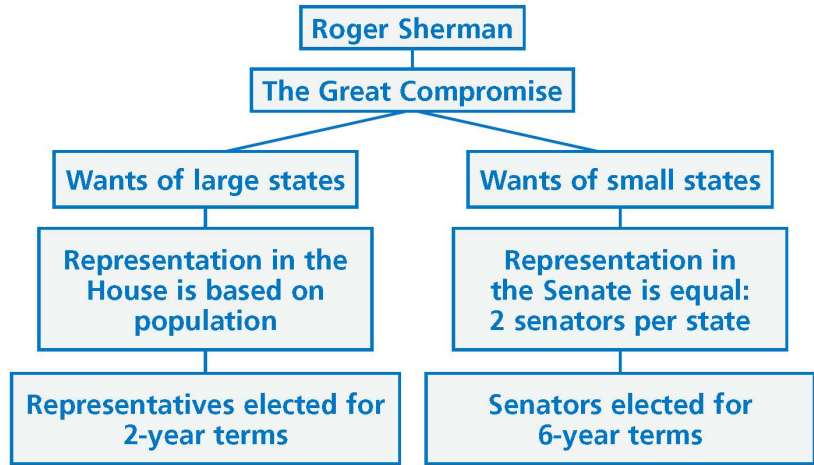 Roger Sherman
The Great Compromise
Wants of large states
Wants of small states
Representation in the
House is based on
population
Representation in
the Senate is equal:
2 senators per state
Representatives elected for
2-year terms
Senators elected for
6-year terms